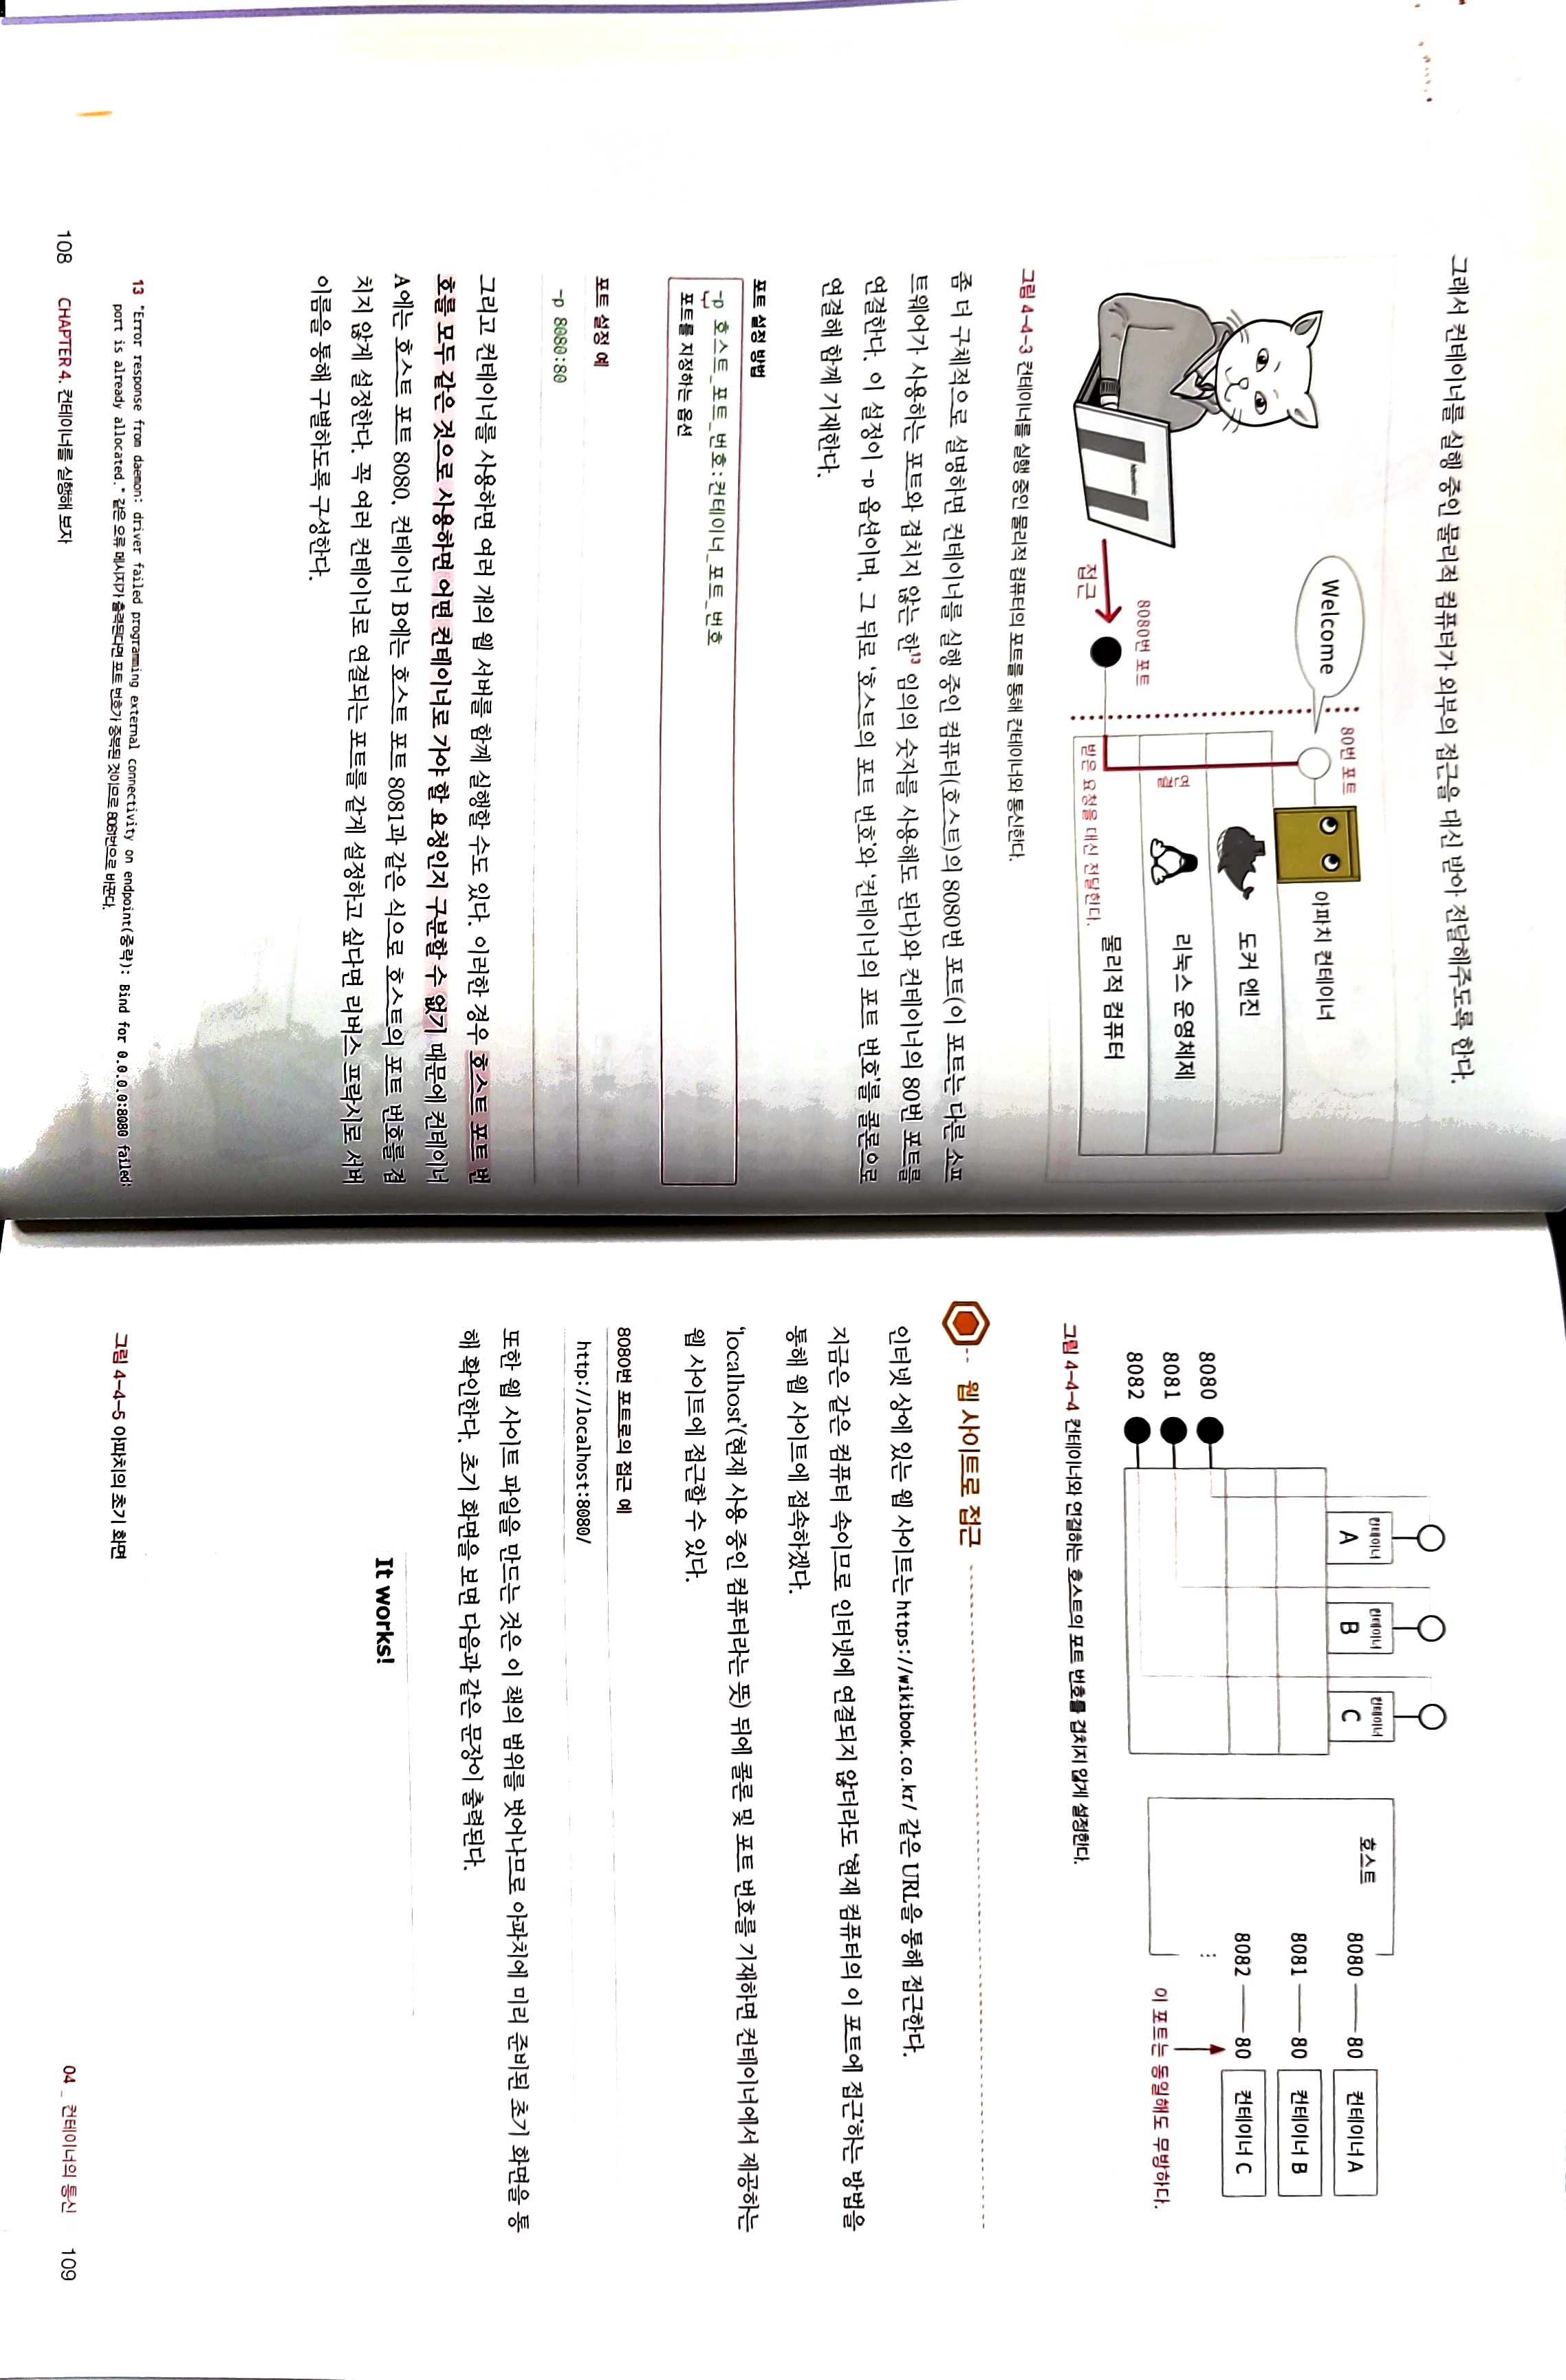 그래서 컨테이너를 실행 중인 물리적 컴퓨터가 외부의 접근을 대신 받아 전달해주도록 한다.
Welcome
80번 포트
아파치 컨테이너
도커 엔진
연결
리눅스 운영체제
8080번 포트
접근
물리적 컴퓨터
받은 요청을 대신 전달한다.
그림 4-4-3 컨테이너를 실행 중인 물리적 컴퓨터의 포트를 통해 컨테이너와 통신한다.
좀 더 구체적으로 설명하면 컨테이너를 실행 중인 컴퓨터(호스트)의 8080번 포트(이 포트는 다른 소프
트웨어가 사용하는 포트와 겹치지 않는 한13 임의의 숫자를 사용해도 된다)와 컨테이너의 80번 포트를
연결한다. 이 설정이 -p 옵션이며, 그 뒤로 ‘호스트의 포트 번호’와 ‘컨테이너의 포트 번호’를 콜론으로
연결해 함께 기재한다.
포트 설정 방법
-p 호스트_포트_번호:컨테이너_포트_번호
포트를 지정하는 옵션
포트 설정 예
-p 8080:80
그리고 컨테이너를 사용하면 여러 개의 웹 서버를 함께 실행할 수도 있다. 이러한 경우 호스트 포트 번
호를 모두 같은 것으로 사용하면 어떤 컨테이너로 가야 할 요청인지 구분할 수 없기 때문에 컨테이너
A에는 호스트 포트 8080, 컨테이너 B에는 호스트 포트 8081과 같은 식으로 호스트의 포트 번호를 겹
치지 않게 설정한다. 꼭 여러 컨테이너로 연결되는 포트를 같게 설정하고 싶다면 리버스 프락시로 서버
이름을 통해 구별하도록 구성한다.
13 "Error response from daemon: driver failed programming external connectivity on endpoint(중략): Bind for 0.0.0.0:8080 failed:
port is already allocated." 같은 오류 메시지가 출력된다면 포트 번호가 중복된 것이므로 8081번으로 바꾼다.
108 CHAPTER 4. 컨테이너를 실행해 보자
컨테이너 A
컨테이너 B
컨테이너 C
8080
8081
8082
호스트
8080 80 컨테이너 A
8081 80 컨테이너 B
8082 80 컨테이너 C
이 포트는 동일해도 무방하다.
그림 4-4-4 컨테이너와 연결하는 호스트의 포트 번호를 겹치지 않게 설정한다.
웹 사이트로 접근
인터넷 상에 있는 웹 사이트는 https://wikibook.co.kr/ 같은 URL을 통해 접근한다.
지금은 같은 컴퓨터 속이므로 인터넷에 연결되지 않더라도 ‘현재 컴퓨터의 이 포트에 접근’하는 방법을
통해 웹 사이트에 접속하겠다.
‘localhost’(현재 사용 중인 컴퓨터라는 뜻) 뒤에 콜론 및 포트 번호를 기재하면 컨테이너에서 제공하는
웹 사이트에 접근할 수 있다.
8080번 포트로의 접근 예
http://localhost:8080/
또한 웹 사이트 파일을 만드는 것은 이 책의 범위를 벗어나므로 아파치에 미리 준비된 초기 화면을 통
해 확인한다. 초기 화면을 보면 다음과 같은 문장이 출력된다.
It works!
그림 4-4-5 아파치의 초기 화면
04 _ 컨테이너의 통신 109